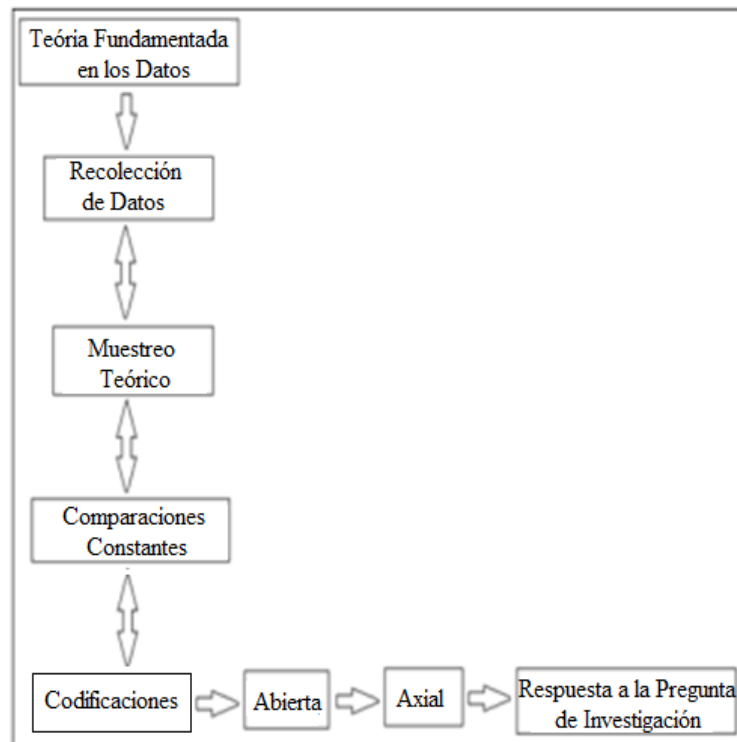 Teória Fundamentada
en los Datos
Recolección
de Datos
Muestreo
Teórico
Comparaciones
Constantes
Codificaciones
Abierta
Axial
Respuesta a la Pregunta
de Investigación